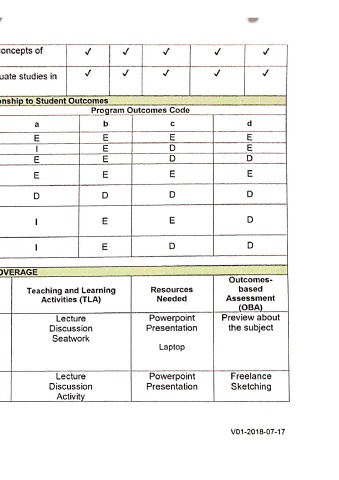 concepts of ✓ ✓ ✓ ✓ ✓
uate studies in ✓ ✓ ✓ ✓ ✓
onship to Student Outcomes
Program Outcomes Code
a b c d
E E E E
I E D E
E E D D
E E E E
D D D D
I E E D
I E D D
OVERAGE
Teaching and Learning Activities (TLA)
Resources Needed
Outcomes-based Assessment (OBA)
Lecture
Discussion
Seatwork
Powerpoint
Presentation
Laptop
Preview about
the subject
Lecture
Discussion
Activity
Powerpoint
Presentation
Freelance
Sketching
V01-2018-07-17